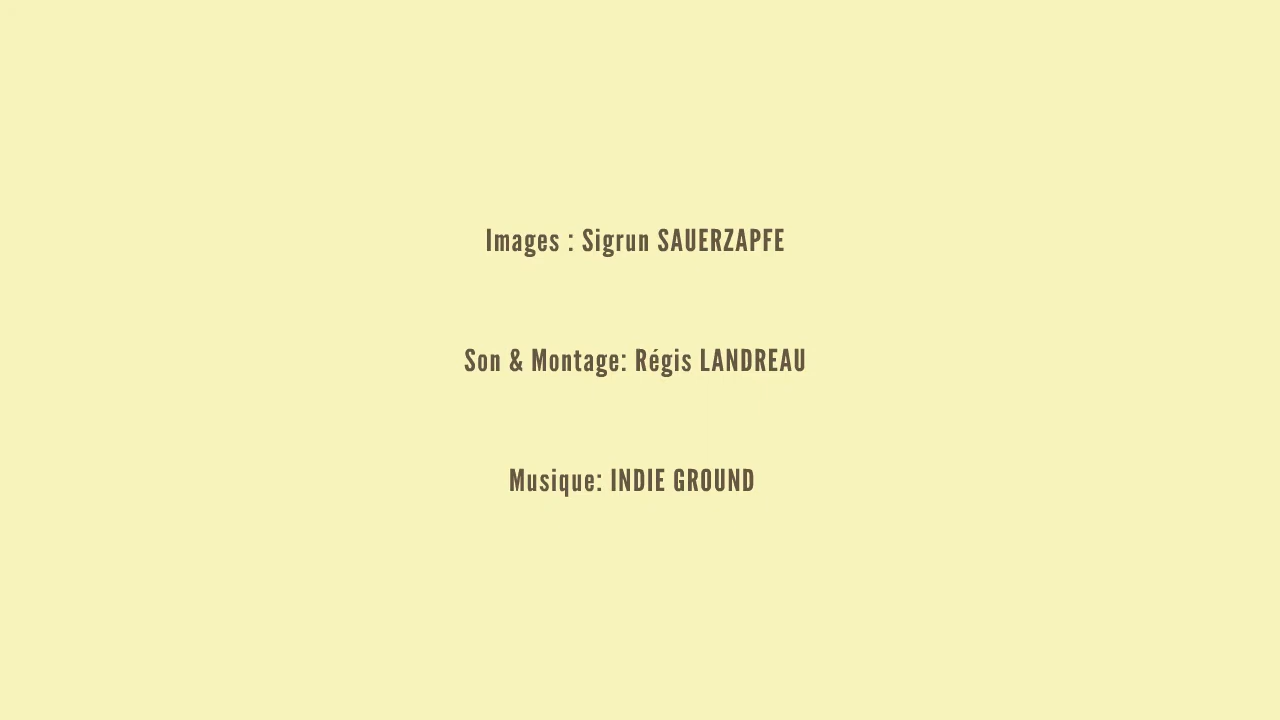 Images : Sigrun SAUERZAPFE
Son & Montage: Régis LANDREAU
Musique: INDIE GROUND